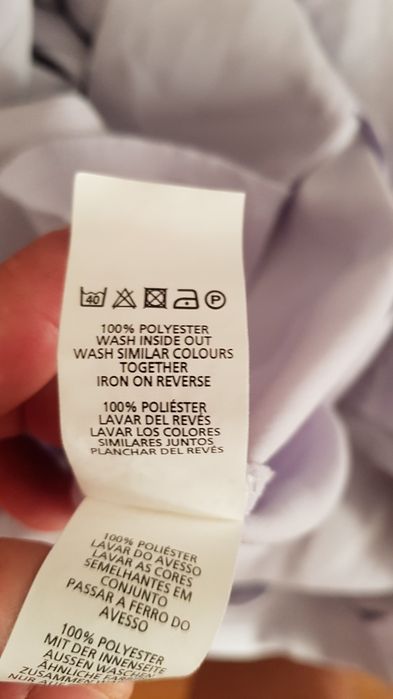 40 P
100% POLYESTER
WASH INSIDE OUT
WASH SIMILAR COLOURS
TOGETHER
IRON ON REVERSE
100% POLIÉSTER
LAVAR DEL REVÉS
LAVAR LOS COLORES
SIMILARES JUNTOS
PLANCHAR DEL REVÉS
100% POLIÉSTER
LAVAR DO AVESSO
LAVAR AS CORES
SEMELHANTES EM
CONJUNTO
PASSAR A FERRO DO
AVESSO
100% POLYESTER
MIT DER INNENSEITE
AUSSEN WASCHEN
ÄHNLICHE
NUR